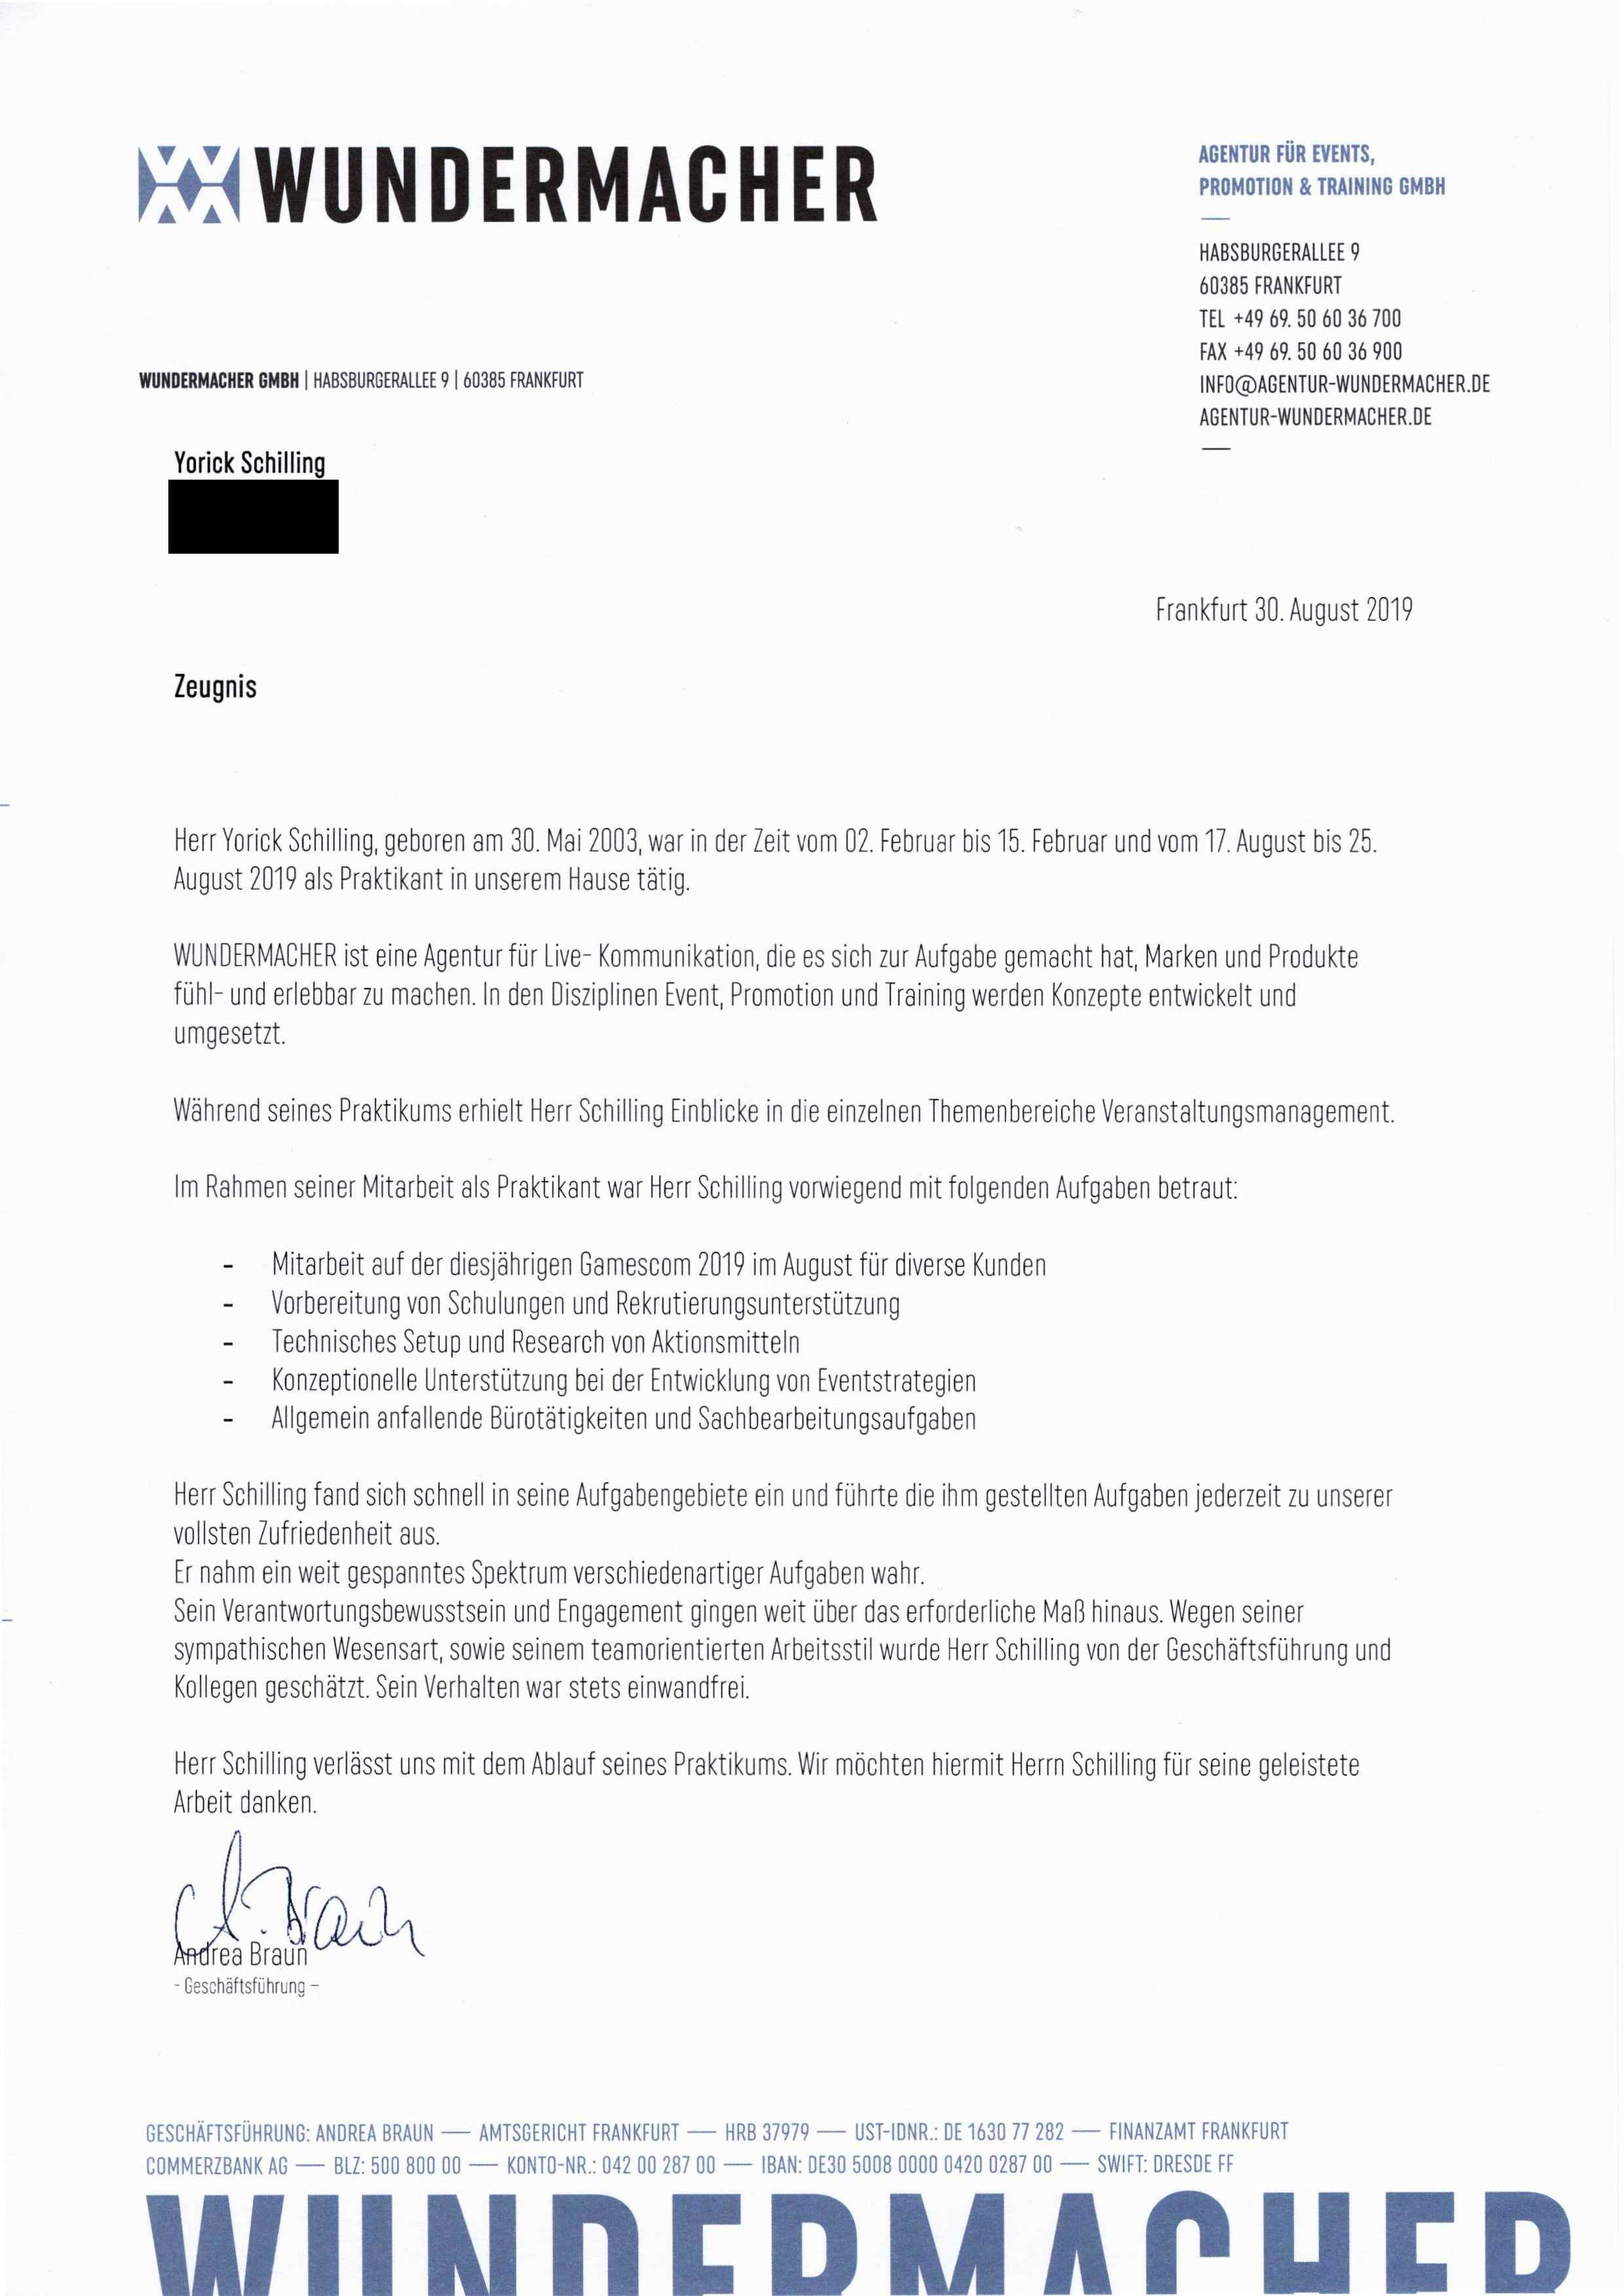 WUNDERMACHER
AGENTUR FÜR EVENTS,
PROMOTION & TRAINING GMBH
HABSBURGERALLEE 9
60385 FRANKFURT
TEL +49 69. 50 60 36 700
FAX +49 69. 50 60 36 900
INFO@AGENTUR-WUNDERMACHER.DE
AGENTUR-WUNDERMACHER.DE
WUNDERMACHER GMBH | HABSBURGERALLEE 9 | 60385 FRANKFURT
Yorick Schilling
Frankfurt 30. August 2019
Zeugnis
Herr Yorick Schilling, geboren am 30. Mai 2003, war in der Zeit vom 02. Februar bis 15. Februar und vom 17. August bis 25.
August 2019 als Praktikant in unserem Hause tätig.
WUNDERMACHER ist eine Agentur für Live- Kommunikation, die es sich zur Aufgabe gemacht hat, Marken und Produkte
fühl- und erlebbar zu machen. In den Disziplinen Event, Promotion und Training werden Konzepte entwickelt und
umgesetzt.
Während seines Praktikums erhielt Herr Schilling Einblicke in die einzelnen Themenbereiche Veranstaltungsmanagement.
Im Rahmen seiner Mitarbeit als Praktikant war Herr Schilling vorwiegend mit folgenden Aufgaben betraut:
- Mitarbeit auf der diesjährigen Gamescom 2019 im August für diverse Kunden
- Vorbereitung von Schulungen und Rekrutierungsunterstützung
- Technisches Setup und Research von Aktionsmitteln
- Konzeptionelle Unterstützung bei der Entwicklung von Eventstrategien
- Allgemein anfallende Bürotätigkeiten und Sachbearbeitungsaufgaben
Herr Schilling fand sich schnell in seine Aufgabengebiete ein und führte die ihm gestellten Aufgaben jederzeit zu unserer
vollsten Zufriedenheit aus.
Er nahm ein weit gespanntes Spektrum verschiedenartiger Aufgaben wahr.
Sein Verantwortungsbewusstsein und Engagement gingen weit über das erforderliche Maß hinaus. Wegen seiner
sympathischen Wesensart, sowie seinem teamorientierten Arbeitsstil wurde Herr Schilling von der Geschäftsführung und
Kollegen geschätzt. Sein Verhalten war stets einwandfrei.
Herr Schilling verlässt uns mit dem Ablauf seines Praktikums. Wir möchten hiermit Herrn Schilling für seine geleistete
Arbeit danken.
A. Braun
Andrea Braun
- Geschäftsführung –
GESCHÄFTSFÜHRUNG: ANDREA BRAUN — AMTSGERICHT FRANKFURT — HRB 37979 — UST-IDNR.: DE 1630 77 282 — FINANZAMT FRANKFURT
COMMERZBANK AG — BLZ: 500 800 00 — KONTO-NR.: 042 00 287 00 — IBAN: DE30 5008 0000 0420 0287 00 — SWIFT: DRESDE FF
WUNDERMACHER